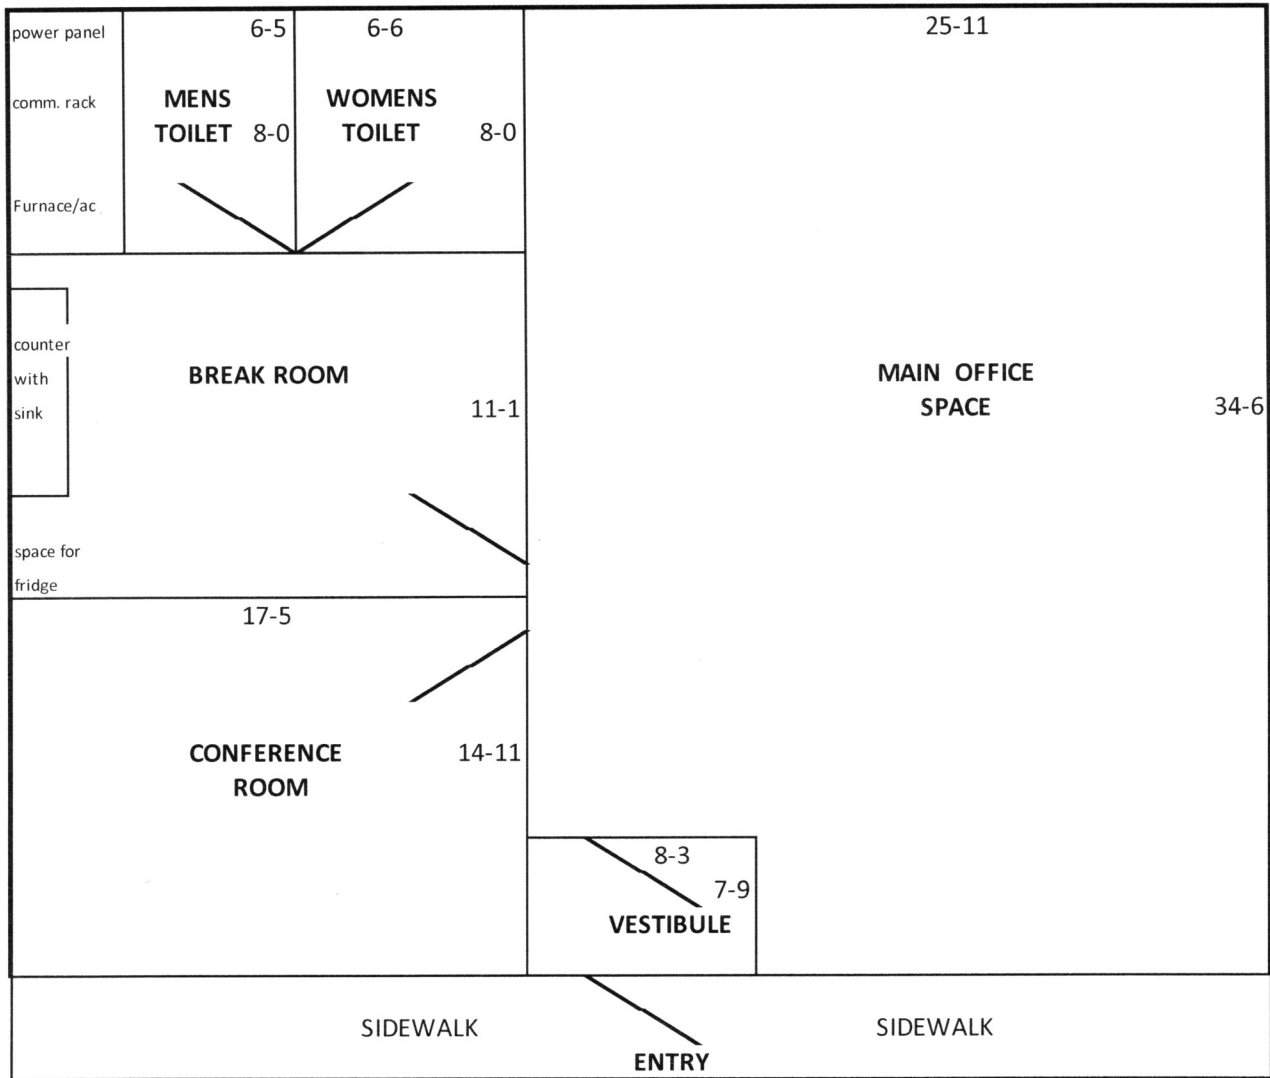 power panel
6-5
6-6
25-11
comm. rack
MENS
TOILET 8-0
WOMENS
TOILET 8-0
Furnace/ac
counter
with
sink
BREAK ROOM
11-1
MAIN OFFICE
SPACE
34-6
space for
fridge
17-5
CONFERENCE
ROOM
14-11
8-3
7-9
VESTIBULE
SIDEWALK
SIDEWALK
ENTRY